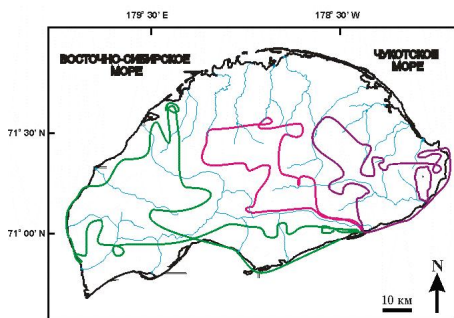 179° 30' E
178° 30' W
ВОСТОЧНО-СИБИРСКОЕ
МОРЕ
ЧУКОТСКОЕ
МОРЕ
71° 30' N
71° 00' N
N
10 км